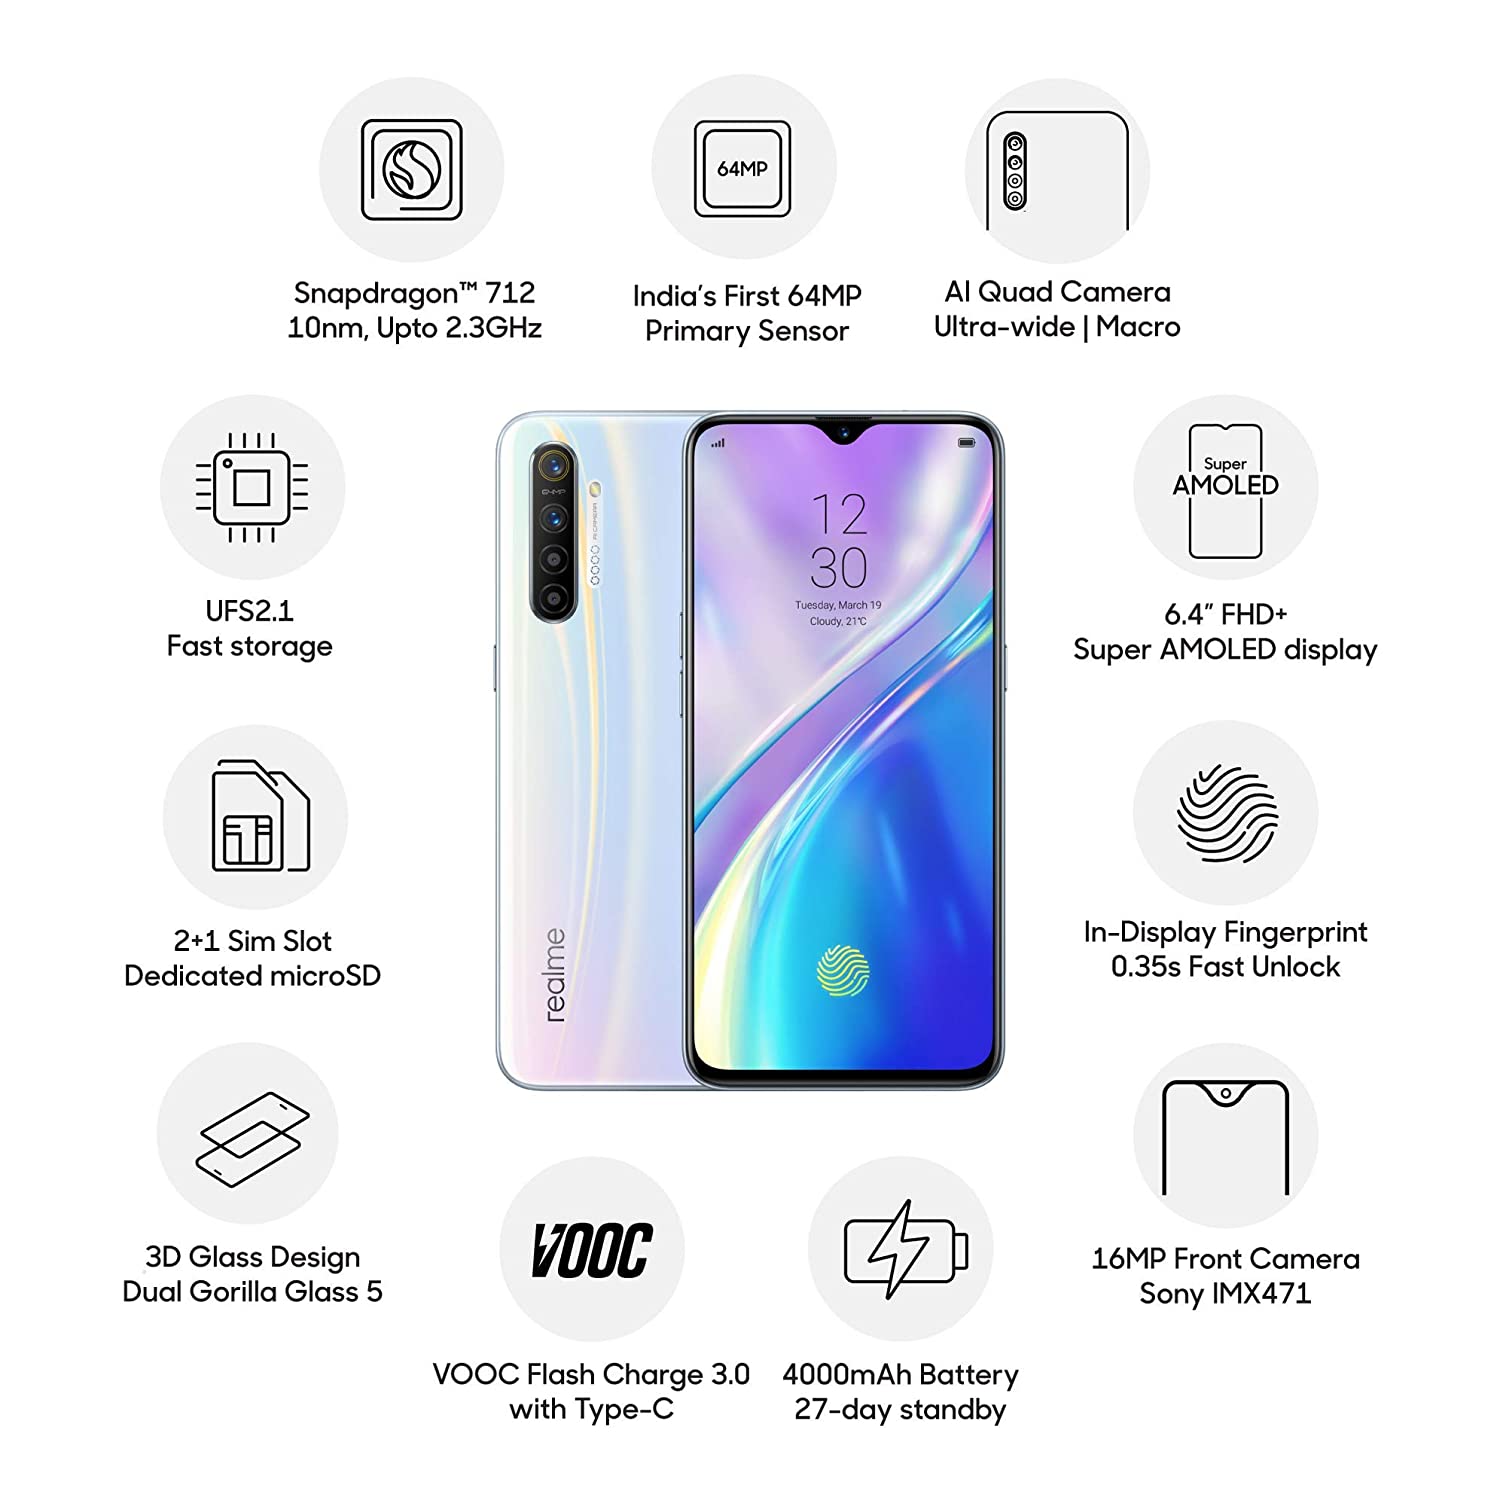 64MP
Snapdragon™ 712
10nm, Upto 2.3GHz
India's First 64MP
Primary Sensor
AI Quad Camera
Ultra-wide | Macro
UFS2.1
Fast storage
64MP
AI CAMERA
12
30
Tuesday, March 19
Cloudy, 21°C
Super
AMOLED
6.4” FHD+
Super AMOLED display
2+1 Sim Slot
Dedicated microSD
realme
In-Display Fingerprint
0.35s Fast Unlock
3D Glass Design
Dual Gorilla Glass 5
VOOC
VOOC Flash Charge 3.0
with Type-C
4000mAh Battery
27-day standby
16MP Front Camera
Sony IMX471